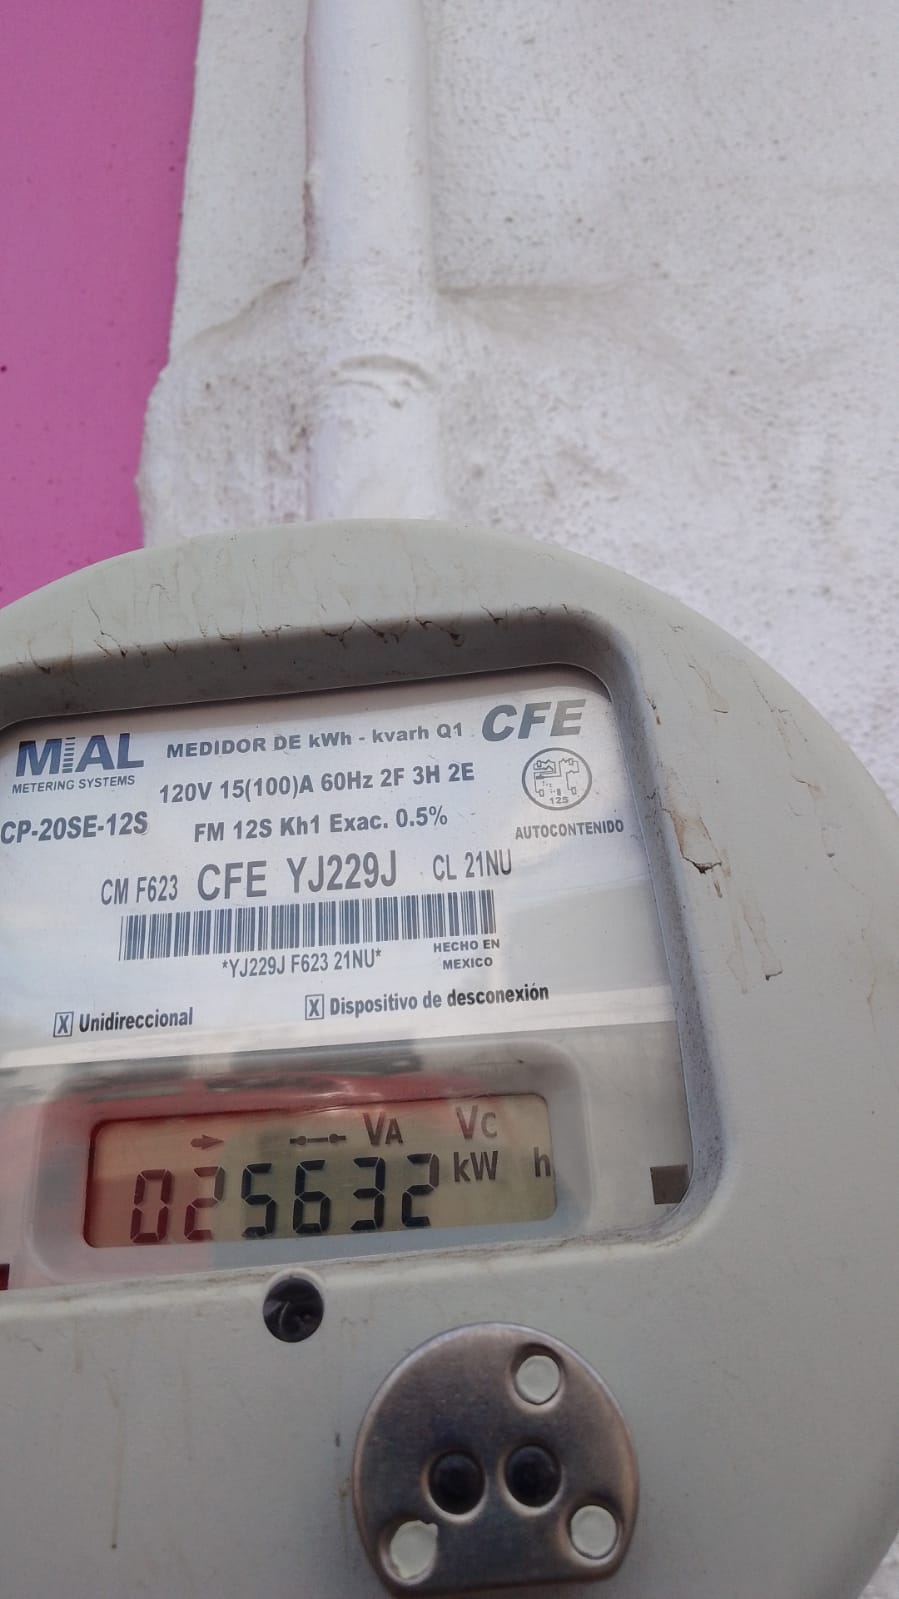 MIAL
METERING SYSTEMS
MEDIDOR DE kWh - kvarh Q1 CFE
120V 15(100)A 60Hz 2F 3H 2E
CP-20SE-12S FM 12S Kh1 Exac. 0.5%
12S
AUTOCONTENIDO
CM F623 CFE YJ229J CL 21NU
*YJ229J F623 21NU*
HECHO EN
MEXICO
X Unidireccional X Dispositivo de desconexión
VA VC
025632 kW h